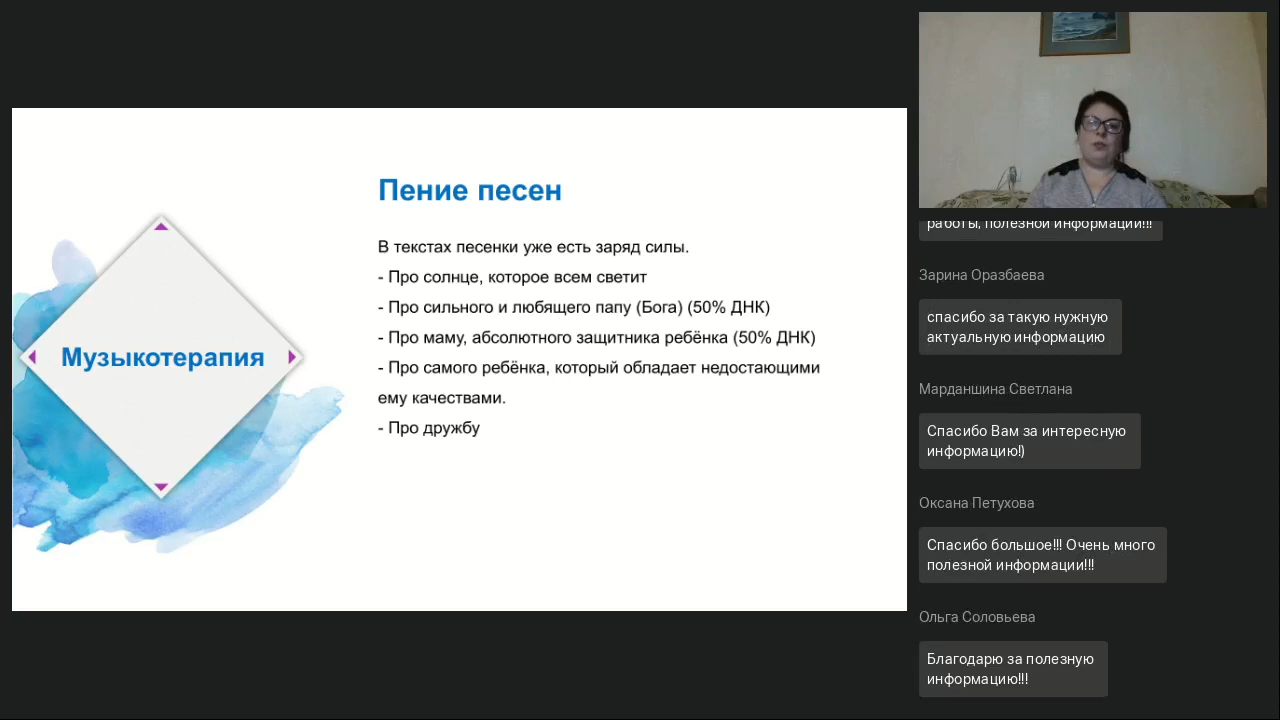 Музыкотерапия
Пение песен
В текстах песенки уже есть заряд силы.
- Про солнце, которое всем светит
- Про сильного и любящего папу (Бога) (50% ДНК)
- Про маму, абсолютного защитника ребёнка (50% ДНК)
- Про самого ребёнка, который обладает недостающими
ему качествами.
- Про дружбу
работы, полезной информации!!!
Зарина Оразбаева
спасибо за такую нужную
актуальную информацию
Марданшина Светлана
Спасибо Вам за интересную
информацию!)
Оксана Петухова
Спасибо большое!!! Очень много
полезной информации!!!
Ольга Соловьева
Благодарю за полезную
информацию!!!